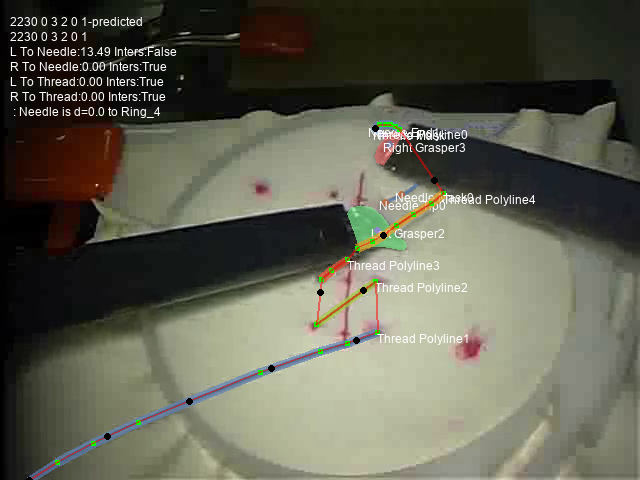 2230 0 3 2 0 1-predicted
2230 0 3 2 0 1
L To Needle:13.49 Inters:False
R To Needle:0.00 Inters:True
L To Thread:0.00 Inters:True
R To Thread:0.00 Inters:True
: Needle is d=0.0 to Ring_4
Right Grasper3
Thread Polyline4
Grasper2
Thread Polyline3
Thread Polyline2
Thread Polyline1